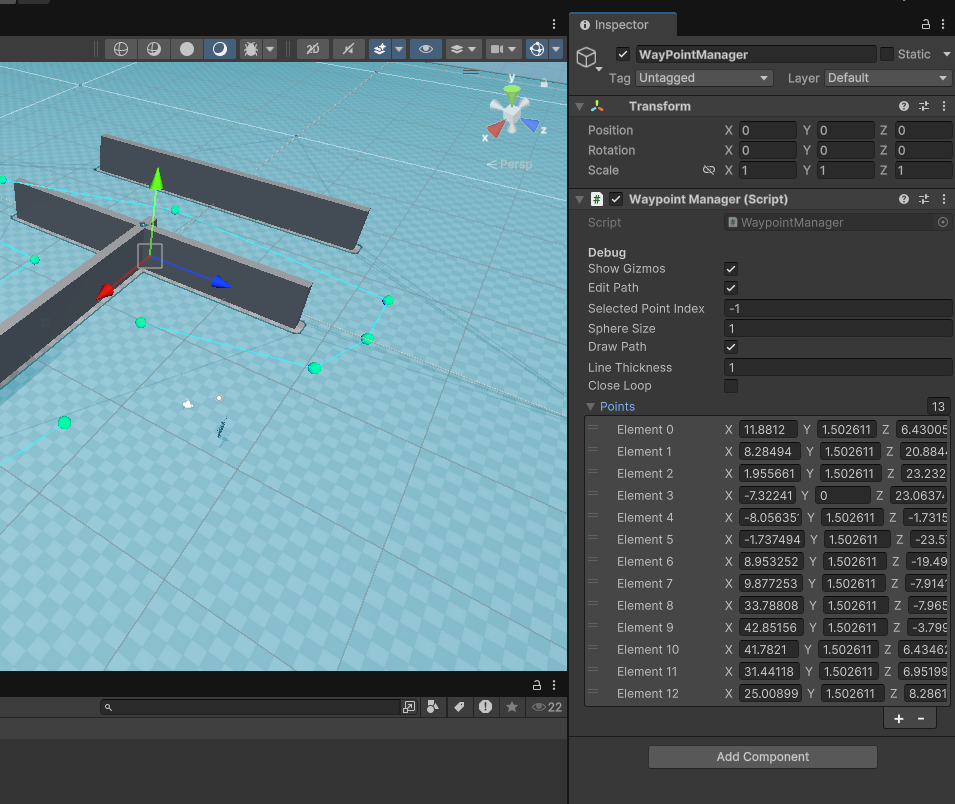 Inspector
WayPointManager
Static
Tag Untagged Layer Default
Transform
Position X 0 Y 0 Z 0
Rotation X 0 Y 0 Z 0
Scale X 1 Y 1 Z 1
# Waypoint Manager (Script)
Script # WaypointManager
Debug
Show Gizmos
Edit Path
Selected Point Index -1
Sphere Size 1
Draw Path
Line Thickness 1
Close Loop
Points 13
Element 0 X 11.8812 Y 1.502611 Z 6.43005
Element 1 X 8.28494 Y 1.502611 Z 20.884
Element 2 X 1.955661 Y 1.502611 Z 23.232
Element 3 X -7.32241 Y 0 Z 23.0637
Element 4 X -8.05635 Y 1.502611 Z -1.7315
Element 5 X -1.737494 Y 1.502611 Z -23.5
Element 6 X 8.953252 Y 1.502611 Z -19.49
Element 7 X 9.877253 Y 1.502611 Z -7.914
Element 8 X 33.78808 Y 1.502611 Z -7.965
Element 9 X 42.85156 Y 1.502611 Z -3.799
Element 10 X 41.7821 Y 1.502611 Z 6.43462
Element 11 X 31.44118 Y 1.502611 Z 6.95199
Element 12 X 25.00899 Y 1.502611 Z 8.2861
+ -
Add Component
2D
y
x
z
Persp
22